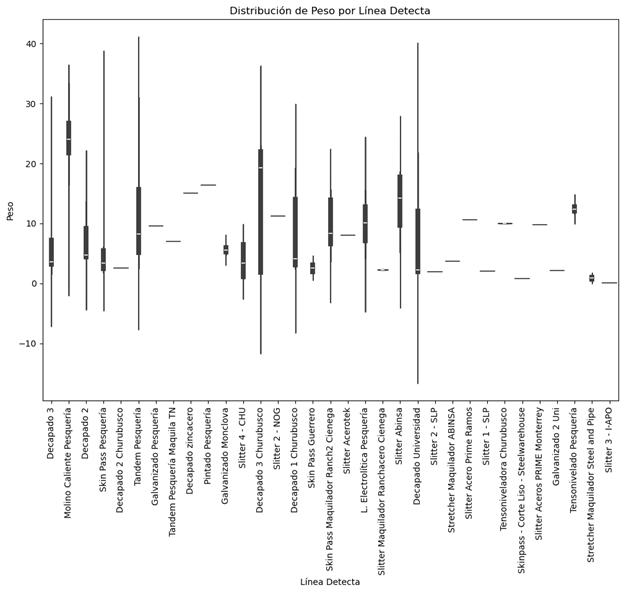 Distribución de Peso por Línea Detecta
Peso
40
30
20
10
0
−10
Decapado 3
Molino Caliente Pesquería
Decapado 2
Skin Pass Pesquería
Decapado 2 Churubusco
Tandem Pesquería
Galvanizado Pesquería
Tandem Pesqueria Maquila TN
Decapado zincacero
Pintado Pesquería
Galvanizado Monclova
Slitter 4 - CHU
Decapado 3 Churubusco
Slitter 2 - NOG
Decapado 1 Churubusco
Skin Pass Guerrero
Skin Pass Maquilador Ranch2 Cienega
Slitter Acerotek
L. Electrolítica Pesquería
Slitter Maquilador Ranchacero Cienega
Slitter Abinsa
Decapado Universidad
Slitter 2 - SLP
Stretcher Maquilador ABINSA
Slitter Acero Prime Ramos
Slitter 1 - SLP
Tensoniveladora Churubusco
Skinpass - Corte Liso - Steelwarehouse
Slitter Aceros PRIME Monterrey
Galvanizado 2 Uni
Tensonivelado Pesquería
Stretcher Maquilador Steel and Pipe
Slitter 3 - I-APO
Línea Detecta